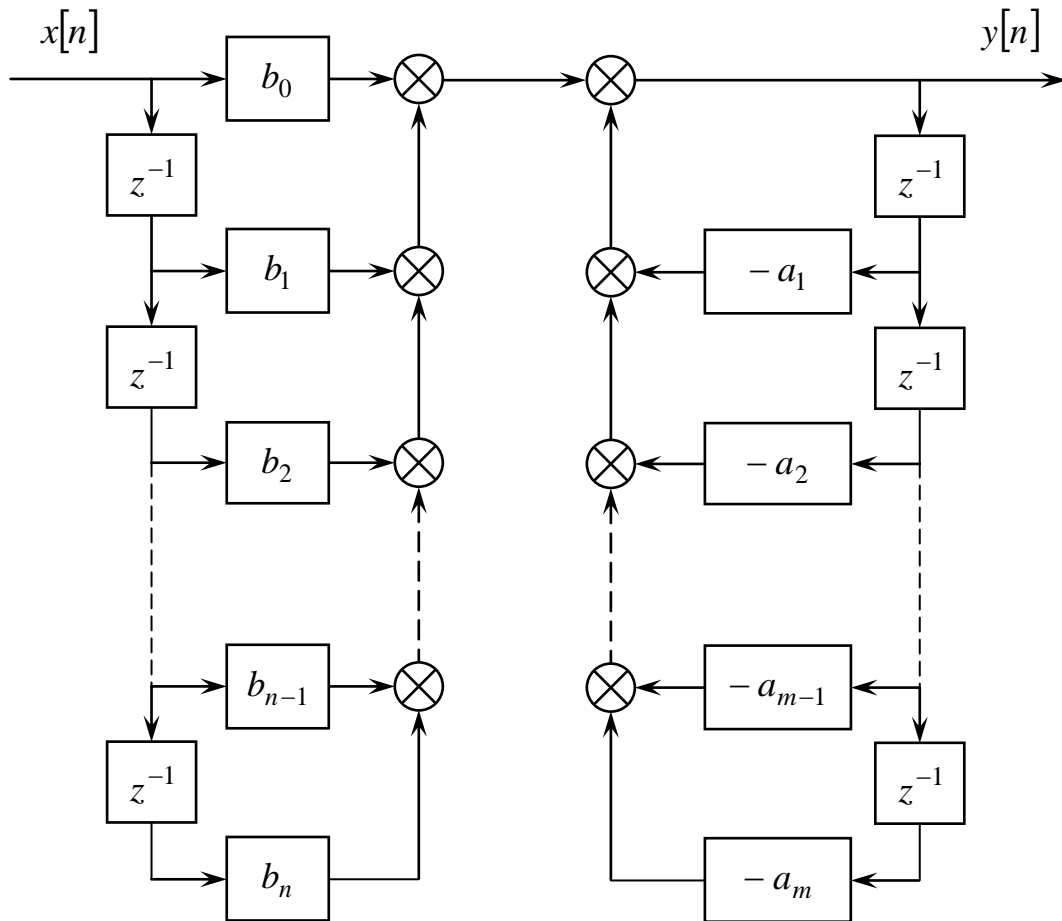 x[n] y[n]
b₀
z⁻¹ z⁻¹
b₁ − a₁
z⁻¹ z⁻¹
b₂ − a₂
bₙ₋₁ − aₘ₋₁
z⁻¹ z⁻¹
bₙ − aₘ